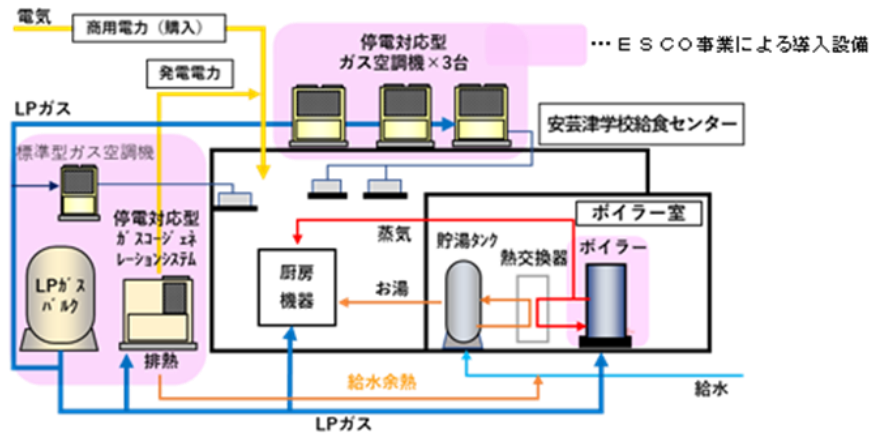 電気
商用電力（購入）
停電対応型
ガス空調機×3台
…ＥＳＣＯ事業による導入設備
発電電力
LPガス
安芸津学校給食センター
標準型ガス空調機
停電対応型
ｶﾞｽｺｰｼﾞｪﾈ
ﾚｰｼｮﾝｼｽﾃﾑ
ボイラー室
蒸気
貯湯ﾀﾝｸ
ボイラー
熱交換器
厨房
機器
お湯
LPｶﾞｽ
ﾊﾞﾙｸ
排熱
給水余熱
給水
LPガス